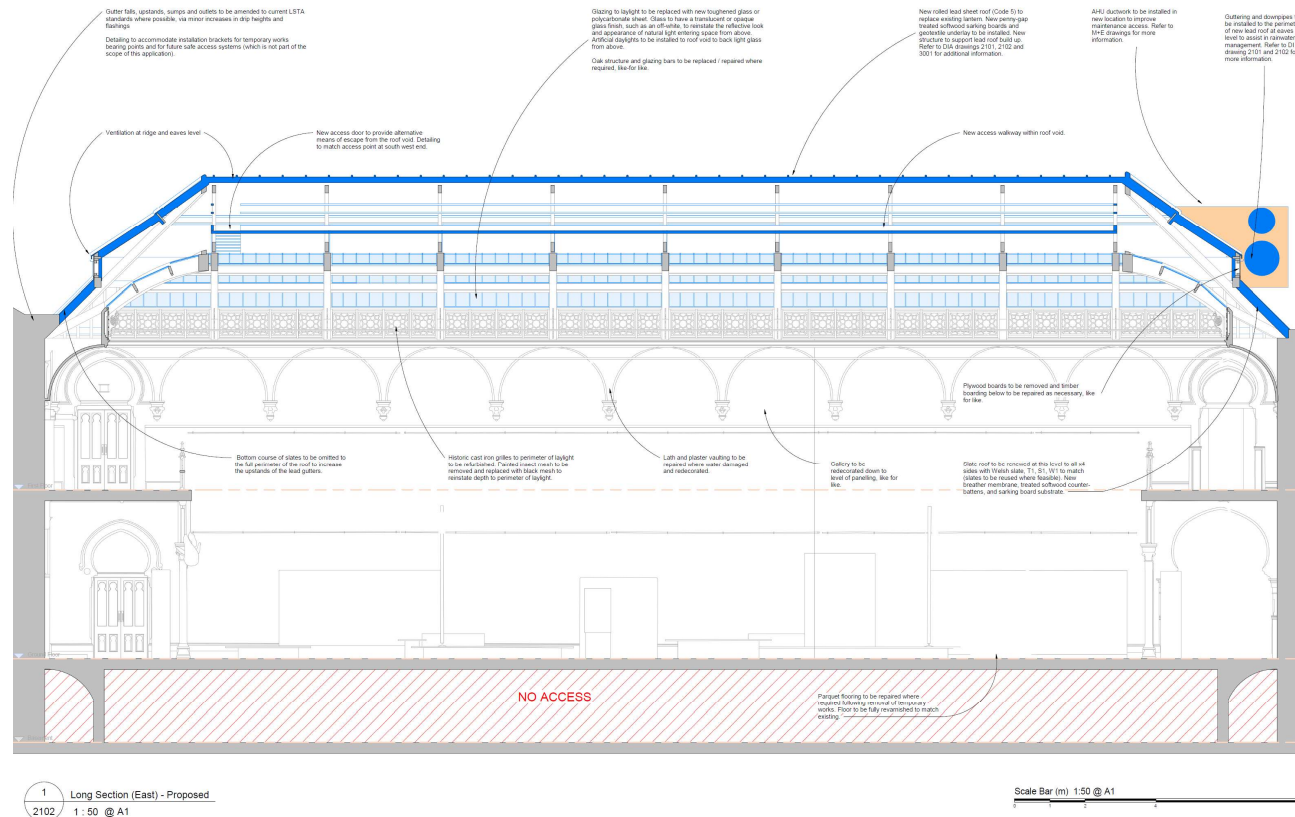 Gutter falls, upstands, sumps and outlets to be amended to current LSTA
standards where possible, via minor increases in drip heights and
flashings
Detailing to accommodate installation brackets for temporary works
bearing points and for future safe access systems (which is not part of the
scope of this application).
Glazing to laylight to be replaced with new toughened glass or
polycarbonate sheet. Glass to have a translucent or opaque
glass finish, such as an off-white, to reinstate the reflective look
and appearance of natural light entering space from above.
Artificial daylights to be installed to roof void to back light glass
from above.
Oak structure and glazing bars to be replaced / repaired where
required, like-for like.
New rolled lead sheet roof (Code 5) to
replace existing lantern. New penny-gap
treated softwood sarking boards and
geotextile underlay to be installed. New
structure to support lead roof build up.
Refer to DIA drawings 2101, 2102 and
3001 for additional information.
AHU ductwork to be installed in
new location to improve
maintenance access. Refer to
M+E drawings for more
information.
Guttering and downpipes
be installed to the perimet
of new lead roof at eaves
level to assist in rainwater
management. Refer to DI
drawing 2101 and 2102 fo
more information.
Ventilation at ridge and eaves level
New access door to provide alternative
means of escape from the roof void. Detailing
to match access point at south west end.
New access walkway within roof void.
Plywood boards to be removed and timber
boarding below to be repaired as necessary, like
for like.
Bottom course of slates to be omitted to
the full perimeter of the roof to increase
the upstands of the lead gutters.
Historic cast iron grilles to perimeter of laylight
to be refurbished. Painted insect mesh to be
removed and replaced with black mesh to
reinstate depth to perimeter of laylight.
Lath and plaster vaulting to be
repaired where water damaged
and redecorated.
Gallery to be
redecorated down to
level of panelling, like for
like.
Slate roof to be renewed at this level to all x4
sides with Welsh slate, T1, S1, W1 to match
(slates to be reused where feasible). New
breather membrane, treated softwood counter-
battens, and sarking board substrate.
NO ACCESS
Parquet flooring to be repaired where
required following removal of temporary
works. Floor to be fully revarnished to match
existing.
1
2102
Long Section (East) - Proposed
1 : 50 @ A1
Scale Bar (m) 1:50 @ A1
0 1 2 4